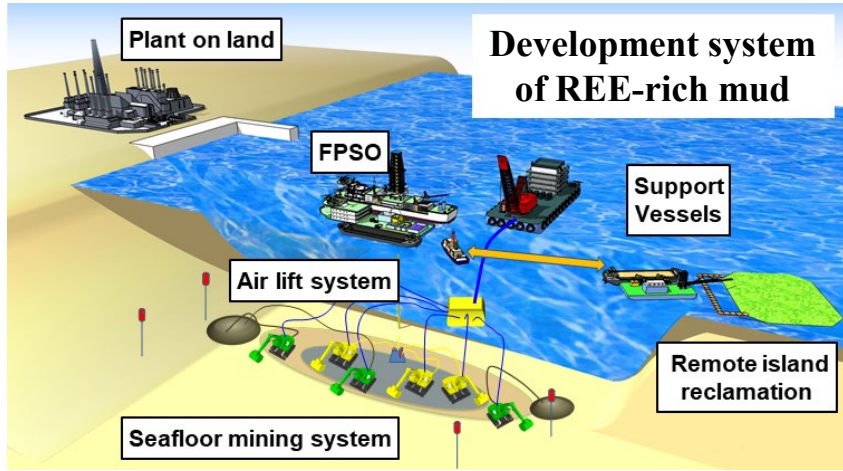 Plant on land
Development system
of REE-rich mud
FPSO
Support
Vessels
Air lift system
Remote island
reclamation
Seafloor mining system